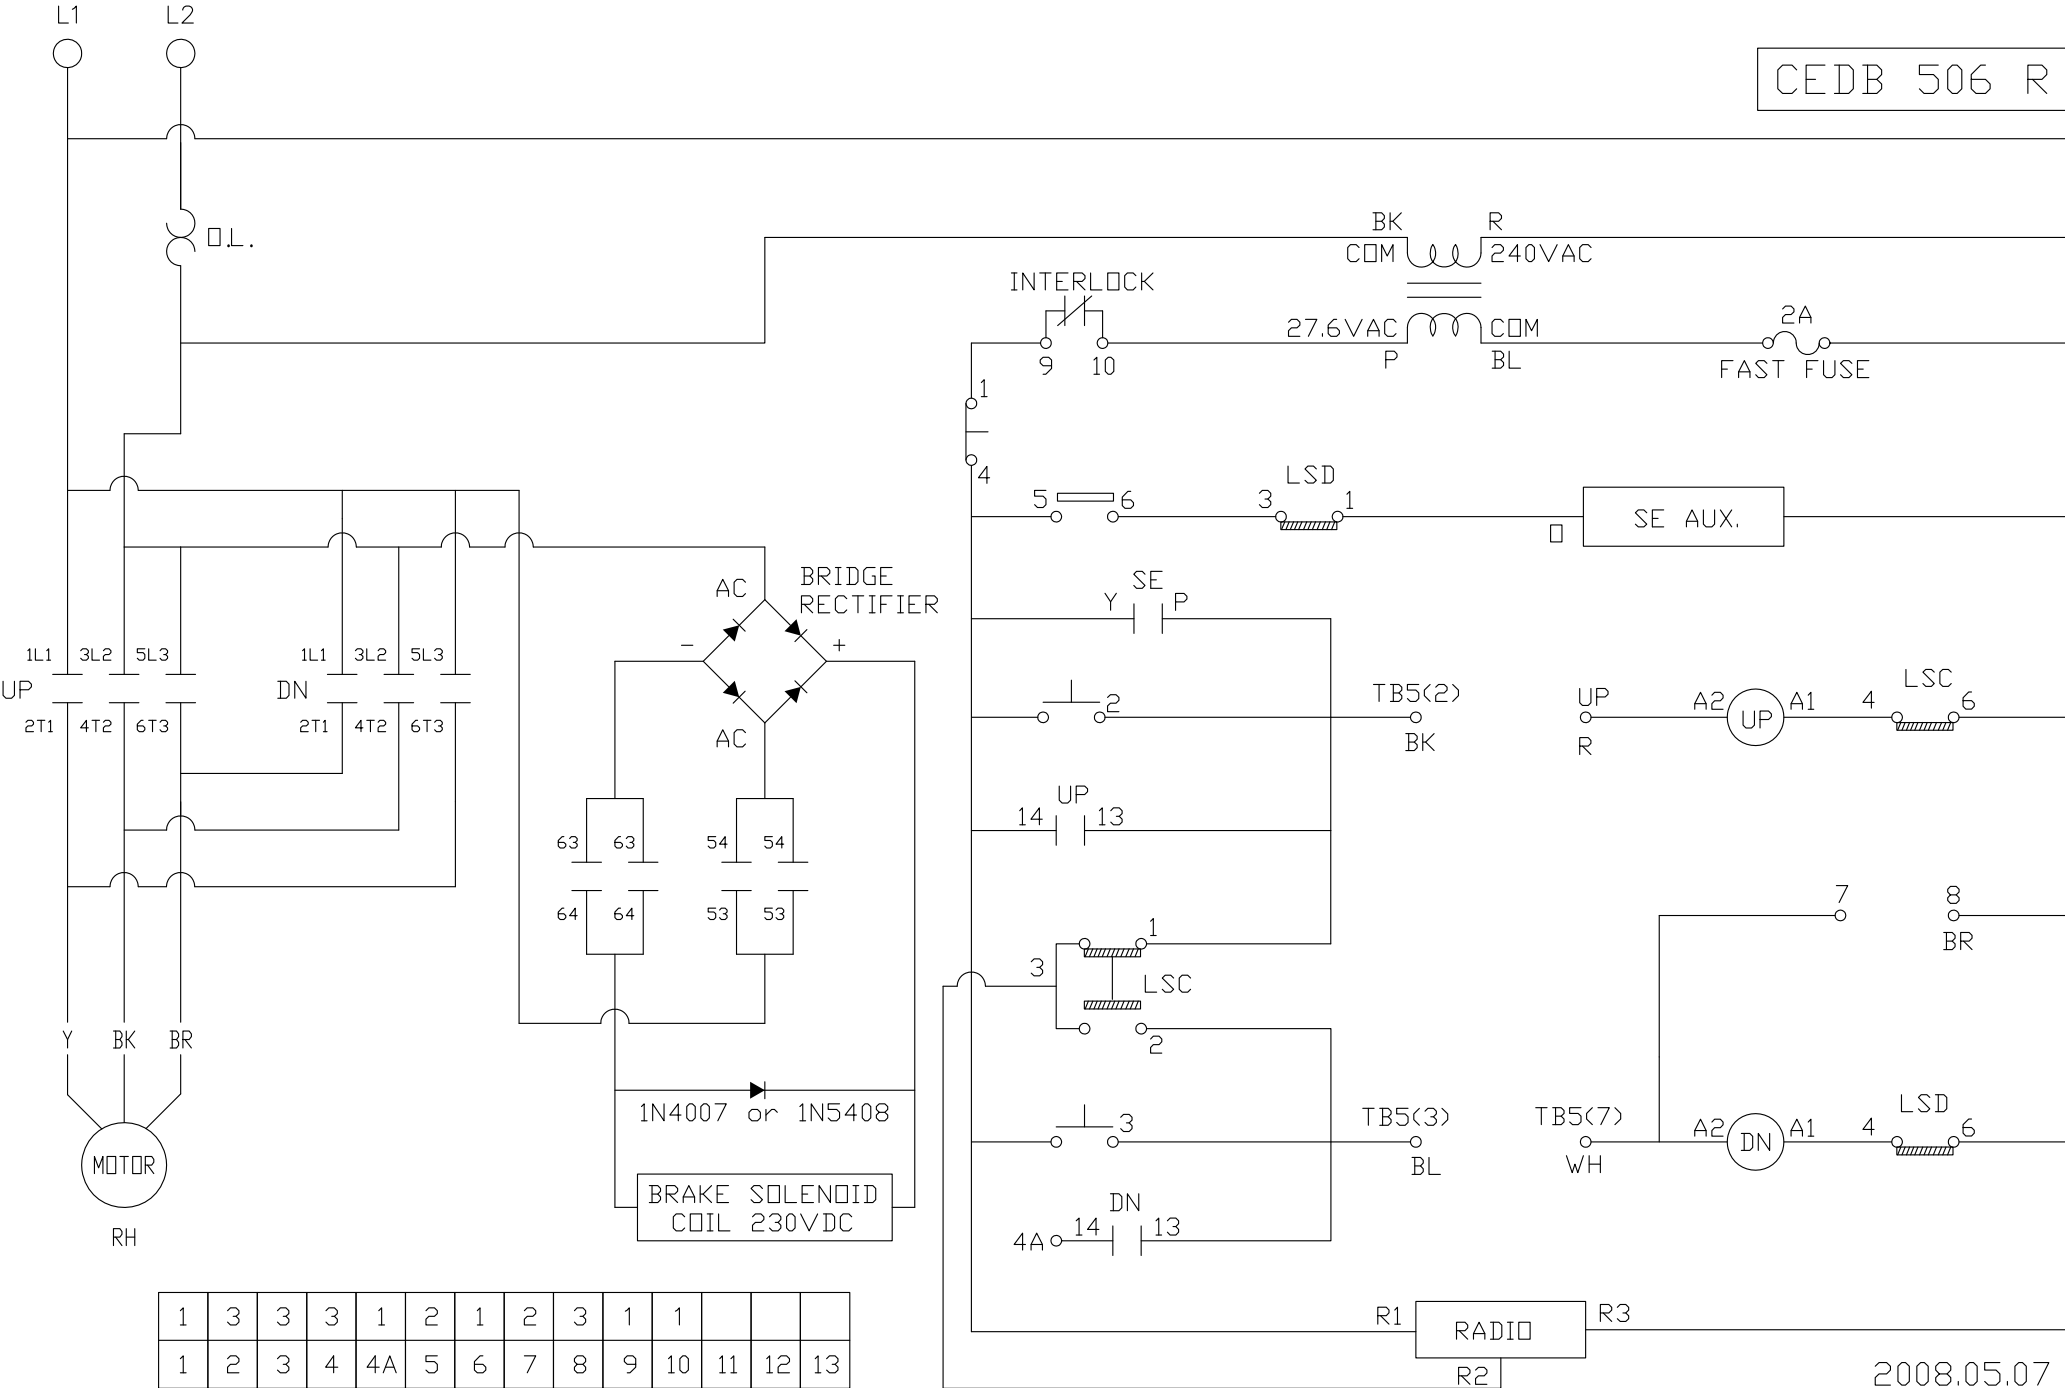 L1 L2
CEDB 506 R
O.L.
BK R
COM 240VAC
INTERLOCK
27.6VAC COM
2A
9 10 P BL
FAST FUSE
1
4
LSD
5 6 3 1
SE AUX.
O
BRIDGE
RECTIFIER
AC
SE
Y P
- +
1L1 3L2 5L3 1L1 3L2 5L3
UP DN
2T1 4T2 6T3 2T1 4T2 6T3
AC
2 TB5(2) UP A2 UP A1 4 LSC 6
BK R
UP
14 13
63 63 54 54
64 64 53 53
7 8
BR
1
3
LSC
2
Y BK BR
1N4007 or 1N5408
3 TB5(3) TB5(7) A2 DN A1 4 LSD 6
BL WH
MOTOR
BRAKE SOLENOID
COIL 230VDC
RH
DN
4A 14 13
1 3 3 3 1 2 1 2 3 1 1
1 2 3 4 4A 5 6 7 8 9 10 11 12 13
R1 RADIO R3
R2
2008.05.07